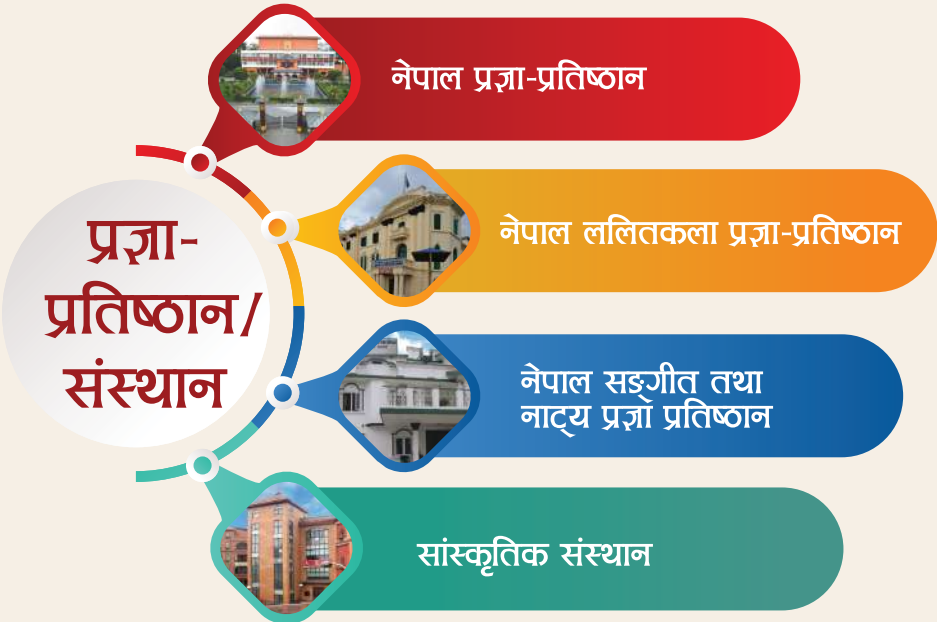 प्रज्ञा-
प्रतिष्ठान/
संस्थान
नेपाल प्रज्ञा-प्रतिष्ठान
नेपाल ललितकला प्रज्ञा-प्रतिष्ठान
नेपाल सङ्गीत तथा
नाट्य प्रज्ञा प्रतिष्ठान
सांस्कृतिक संस्थान